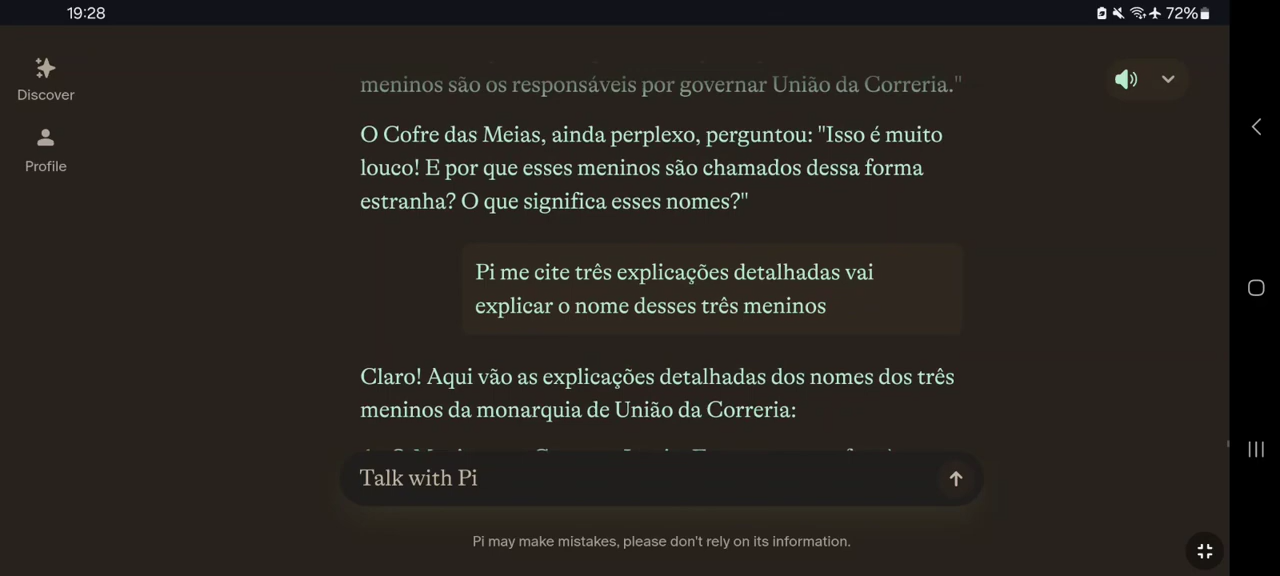 19:28
72%
Discover
Profile
meninos são os responsáveis por governar União da Correria."
O Cofre das Meias, ainda perplexo, perguntou: "Isso é muito
louco! E por que esses meninos são chamados dessa forma
estranha? O que significa esses nomes?"
Pi me cite três explicações detalhadas vai
explicar o nome desses três meninos
Claro! Aqui vão as explicações detalhadas dos nomes dos três
meninos da monarquia de União da Correria:
Talk with Pi
Pi may make mistakes, please don't rely on its information.